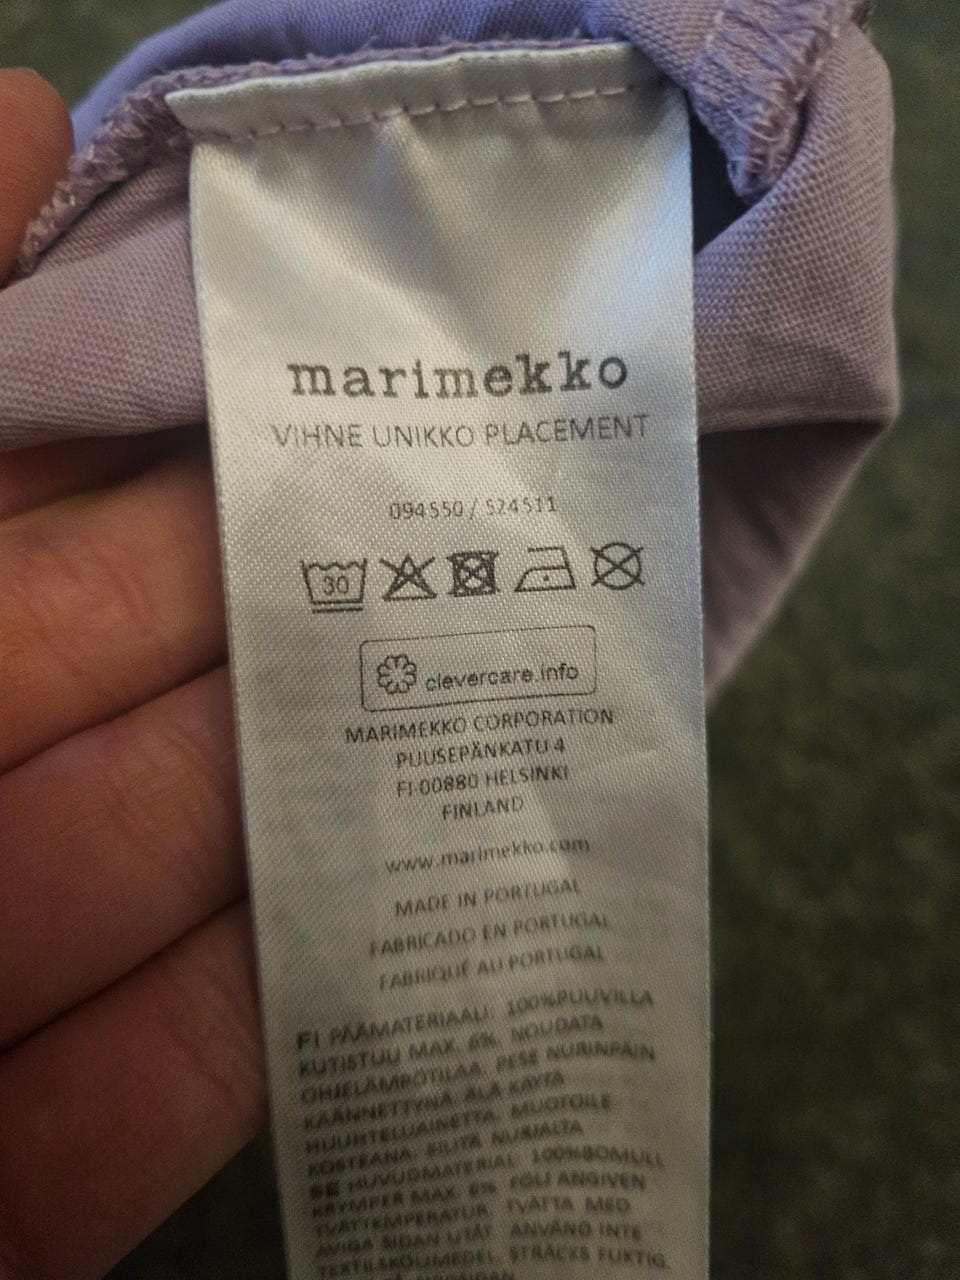 marimekko
VIHNE UNIKKO PLACEMENT
094550 / 524511
30
clevercare.info
MARIMEKKO CORPORATION
PUUSEPÄNKATU 4
FI-00880 HELSINKI
FINLAND
www.marimekko.com
MADE IN PORTUGAL
FABRICADO EN PORTUGAL
FABRIQUÉ AU PORTUGAL
FI PÄÄMATERIAALI: 100%PUUVILLA
KUTISTUU MAX. 6%. NOUDATA
OHJELÄMPÖTILAA. PESE NURINPÄIN
KÄÄNNETTYNÄ. ÄLÄ KÄYTÄ
HUUHTELUAINETTA. MUOTOILE
KOSTEANA. SILITÄ NURJALTA
SE HUVUDMATERIAL: 100%BOMULL
KRYMPER MAX. 6% FÖLJ ANGIVEN
TVÄTTEMPERATUR. TVÄTTA MED
AVIGA SIDAN UTÅT. ANVÄND INTE
TEXTILSKÖLJMEDEL. STRÄCKS FUKTIG.